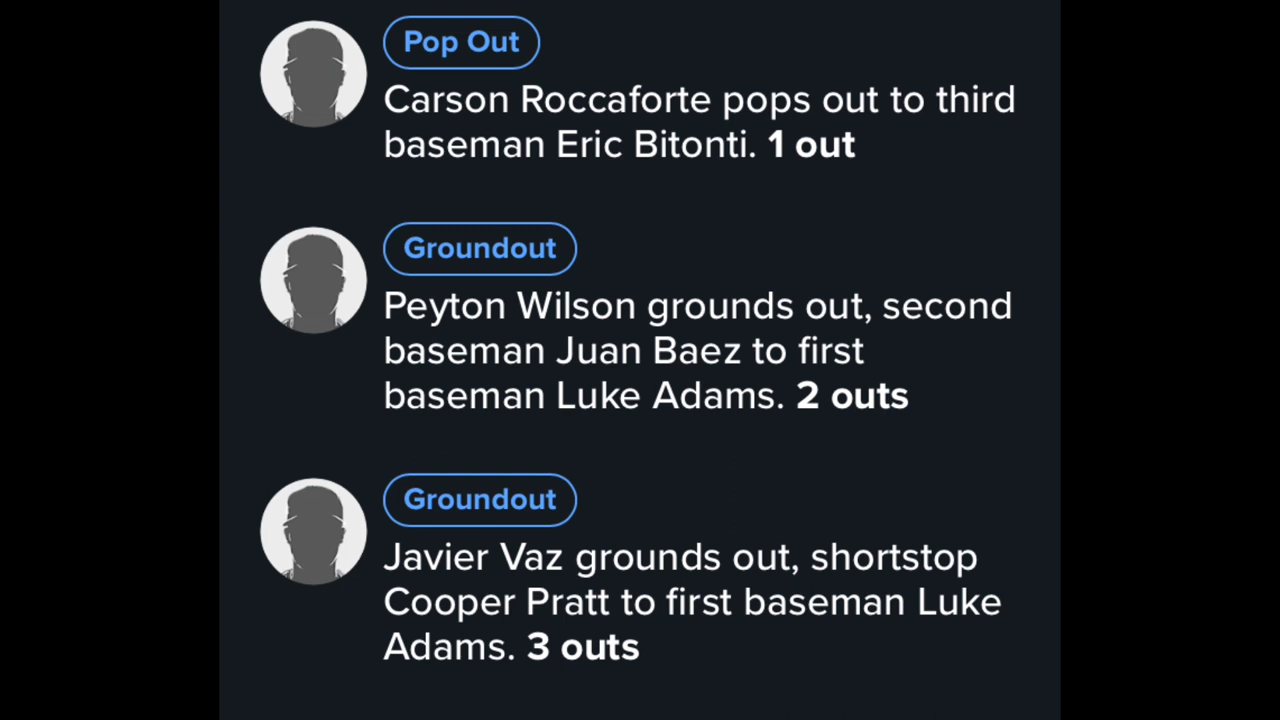 Pop Out
Carson Roccaforte pops out to third
baseman Eric Bitonti. 1 out
Groundout
Peyton Wilson grounds out, second
baseman Juan Baez to first
baseman Luke Adams. 2 outs
Groundout
Javier Vaz grounds out, shortstop
Cooper Pratt to first baseman Luke
Adams. 3 outs